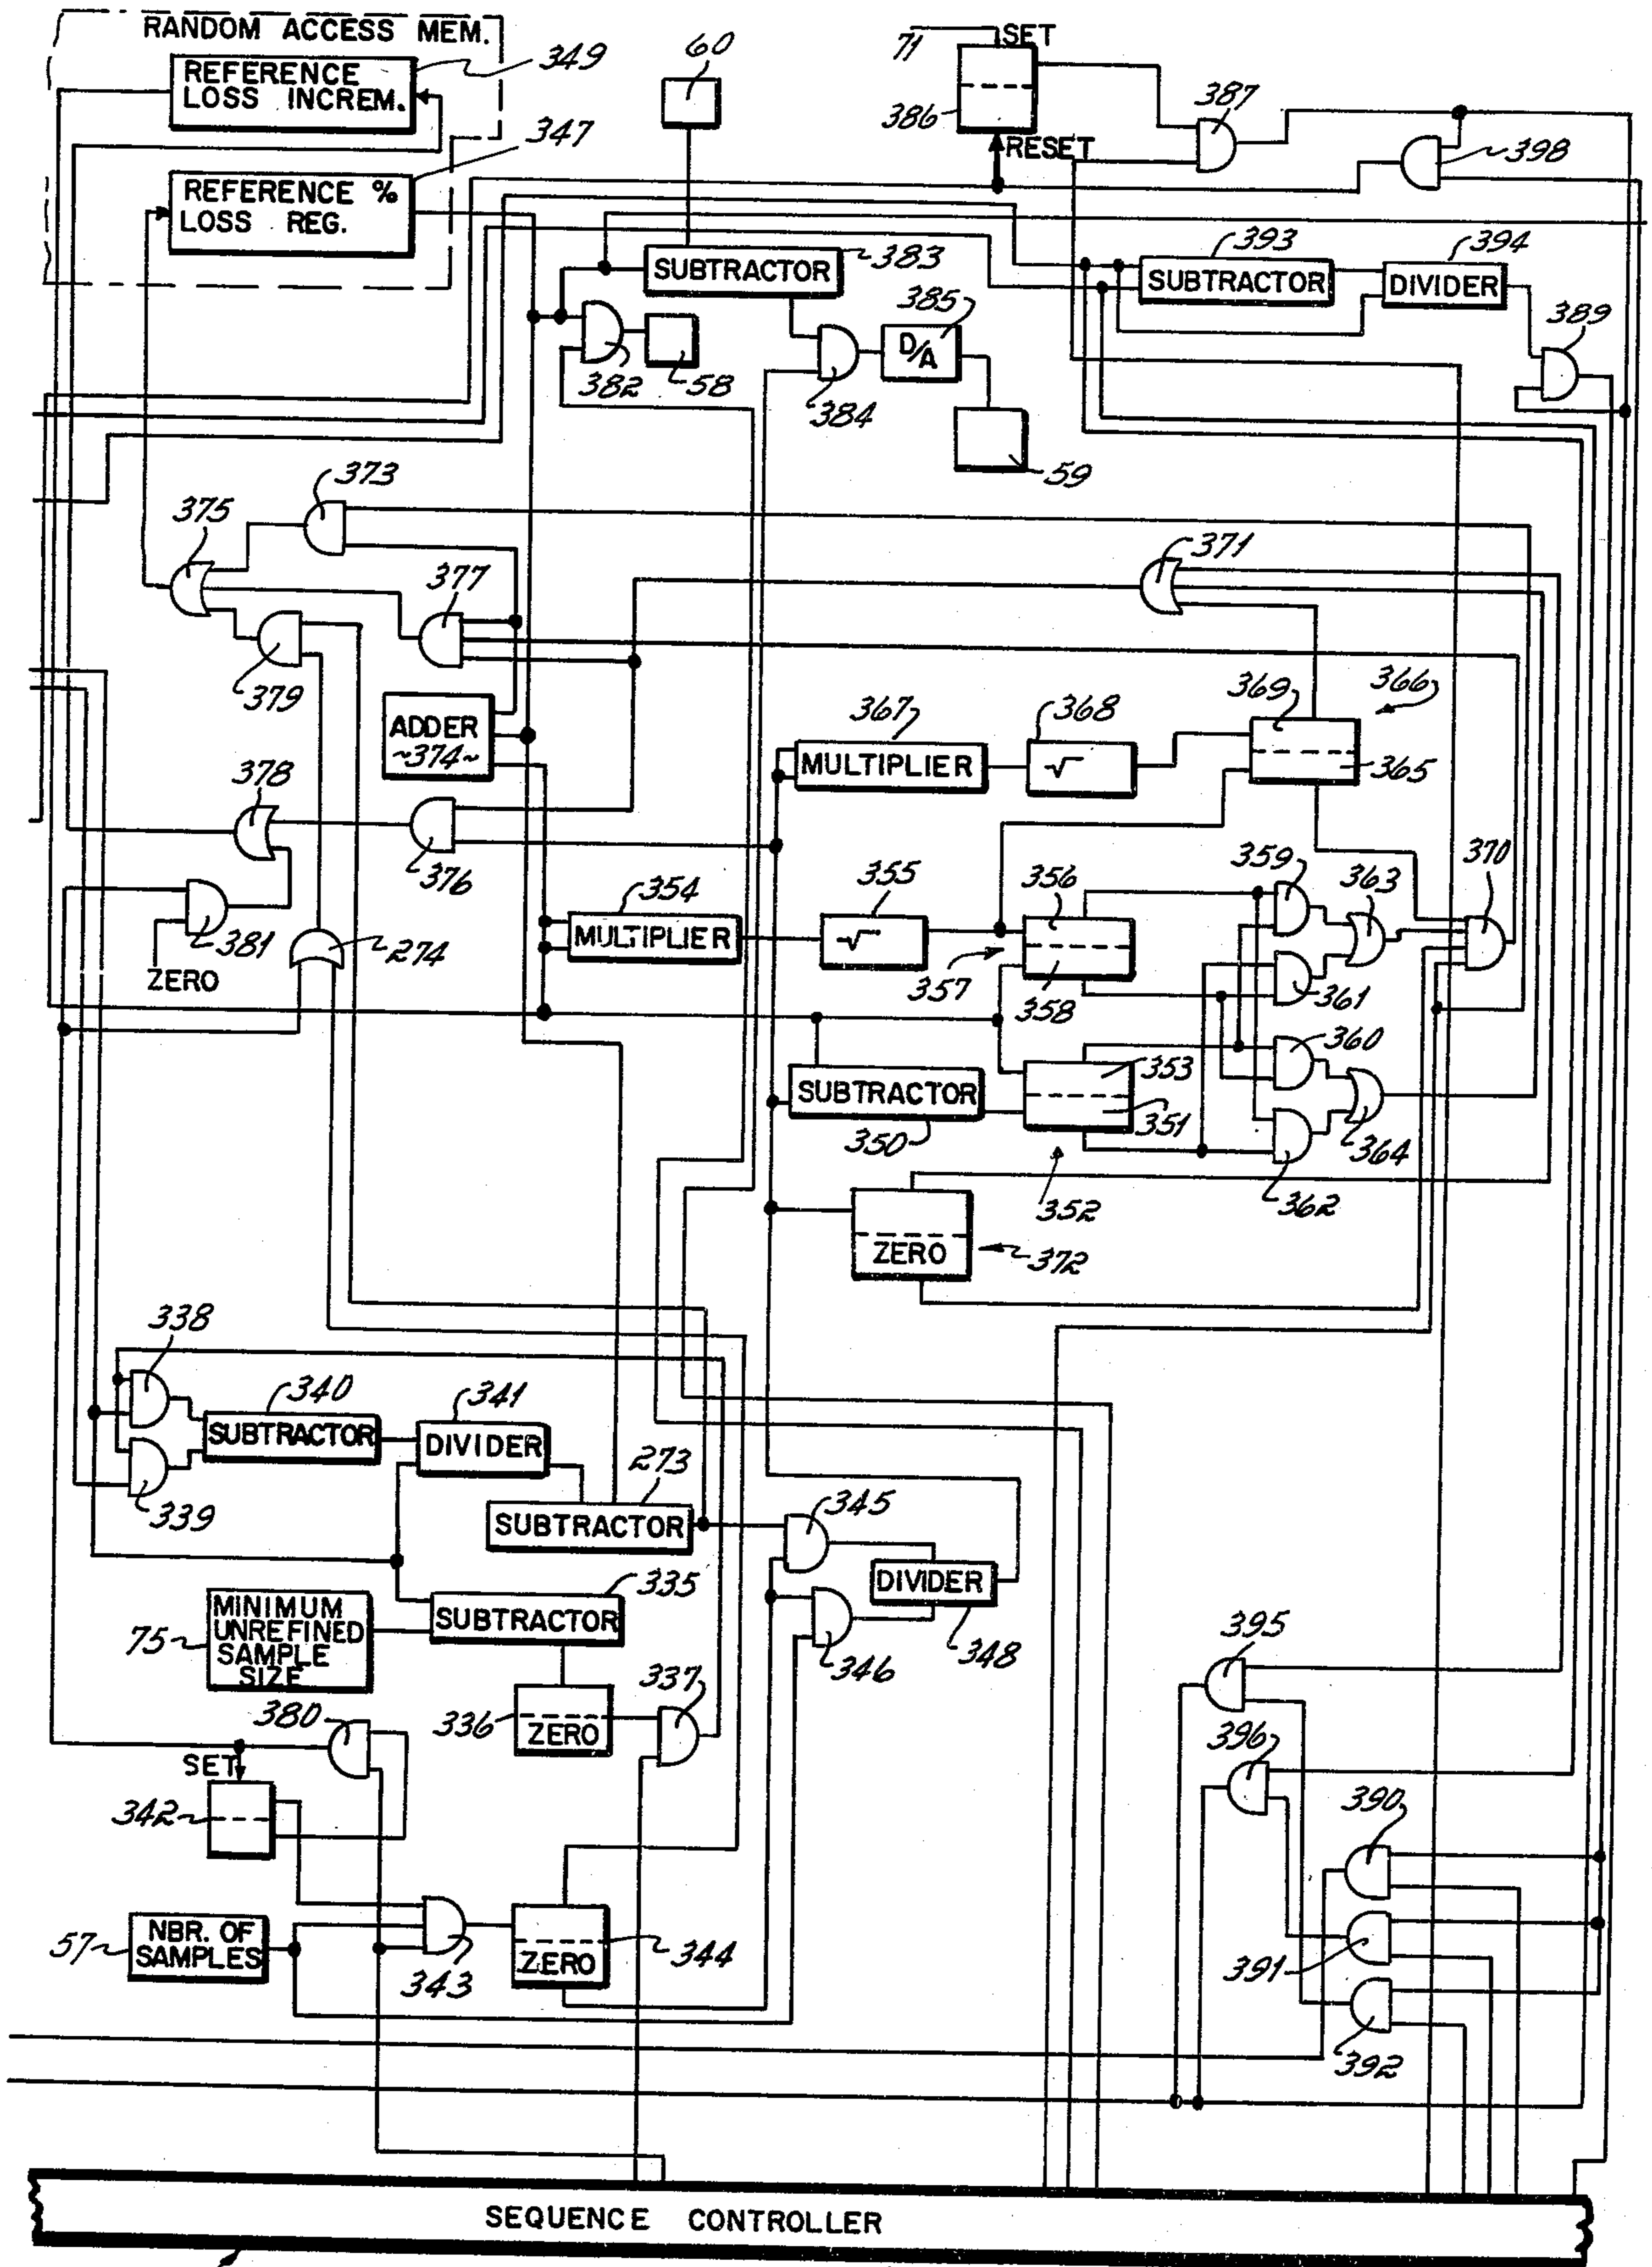 RANDOM ACCESS MEM.
REFERENCE
LOSS INCREM.
349
60
71
SET
386
RESET
387
398
347
REFERENCE %
LOSS REG.
SUBTRACTOR
383
393
SUBTRACTOR
394
DIVIDER
385
D/A
389
382
58
384
59
373
375
377
371
379
ADDER
~374~
367
MULTIPLIER
368
√
369
366
365
378
376
381
ZERO
274
354
MULTIPLIER
355
√
356
357
358
359
363
370
361
360
SUBTRACTOR
350
353
351
364
362
352
ZERO
372
338
340
SUBTRACTOR
341
DIVIDER
339
273
SUBTRACTOR
345
DIVIDER
348
346
335
SUBTRACTOR
75
MINIMUM
UNREFINED
SAMPLE
SIZE
336
ZERO
337
380
SET
342
395
396
390
57
NBR. OF
SAMPLES
343
ZERO
344
391
392
SEQUENCE CONTROLLER